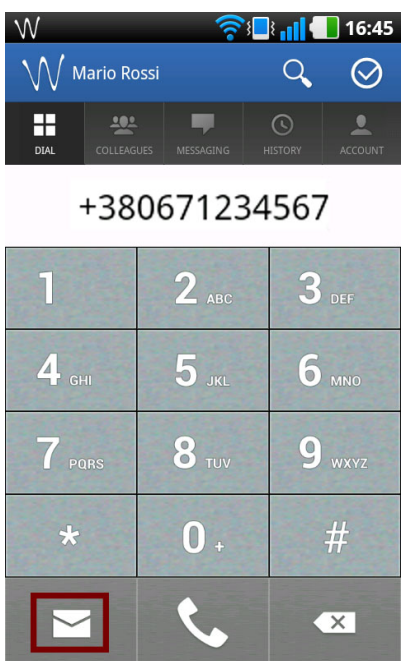 16:45
Mario Rossi
DIAL COLLEAGUES MESSAGING HISTORY ACCOUNT
+380671234567
1 2 ABC 3 DEF
4 GHI 5 JKL 6 MNO
7 PQRS 8 TUV 9 WXYZ
* 0 + #